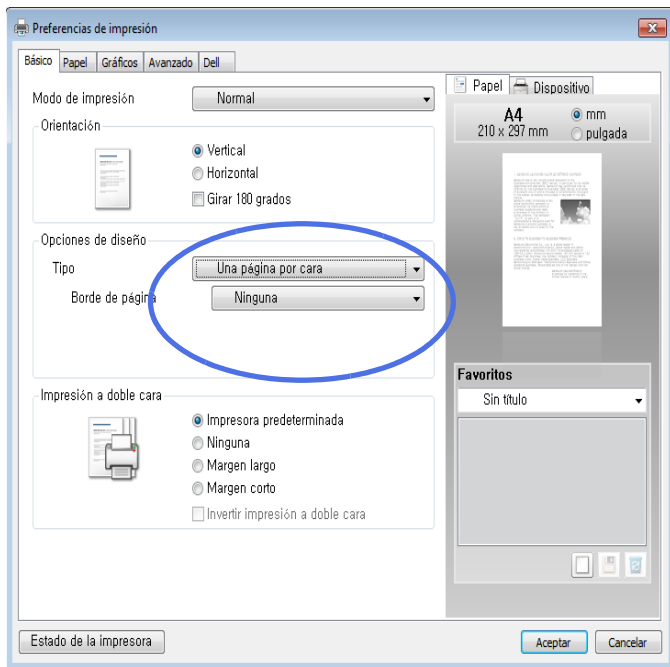 Preferencias de impresión
Básico Papel Gráficos Avanzado Dell
Modo de impresión Normal
Orientación
Vertical
Horizontal
Girar 180 grados
Opciones de diseño
Tipo Una página por cara
Borde de página Ninguna
Impresión a doble cara
Impresora predeterminada
Ninguna
Margen largo
Margen corto
Invertir impresión a doble cara
Papel Dispositivo
A4 mm
210 x 297 mm pulgada
Favoritos
Sin título
Estado de la impresora Aceptar Cancelar